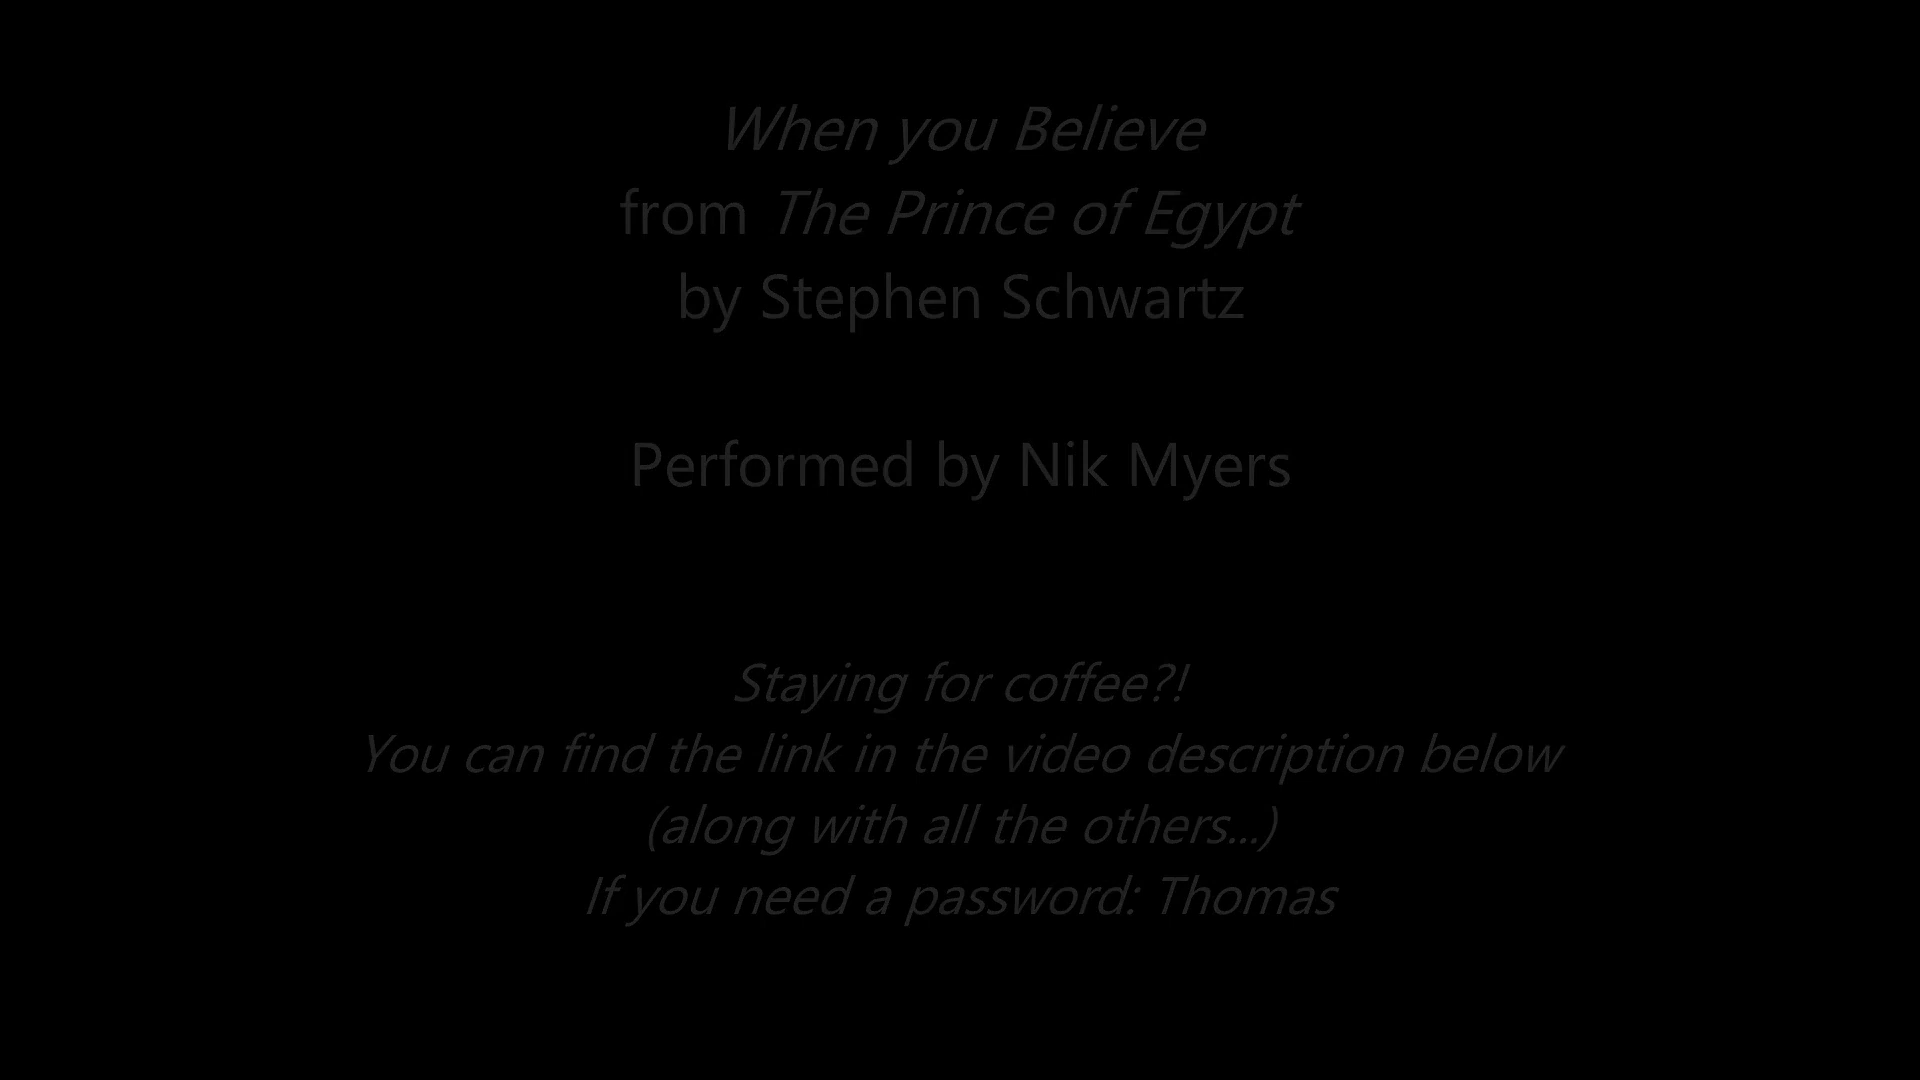 When you Believe
from The Prince of Egypt
by Stephen Schwartz
Performed by Nik Myers
Staying for coffee?!
You can find the link in the video description below
(along with all the others...)
If you need a password: Thomas